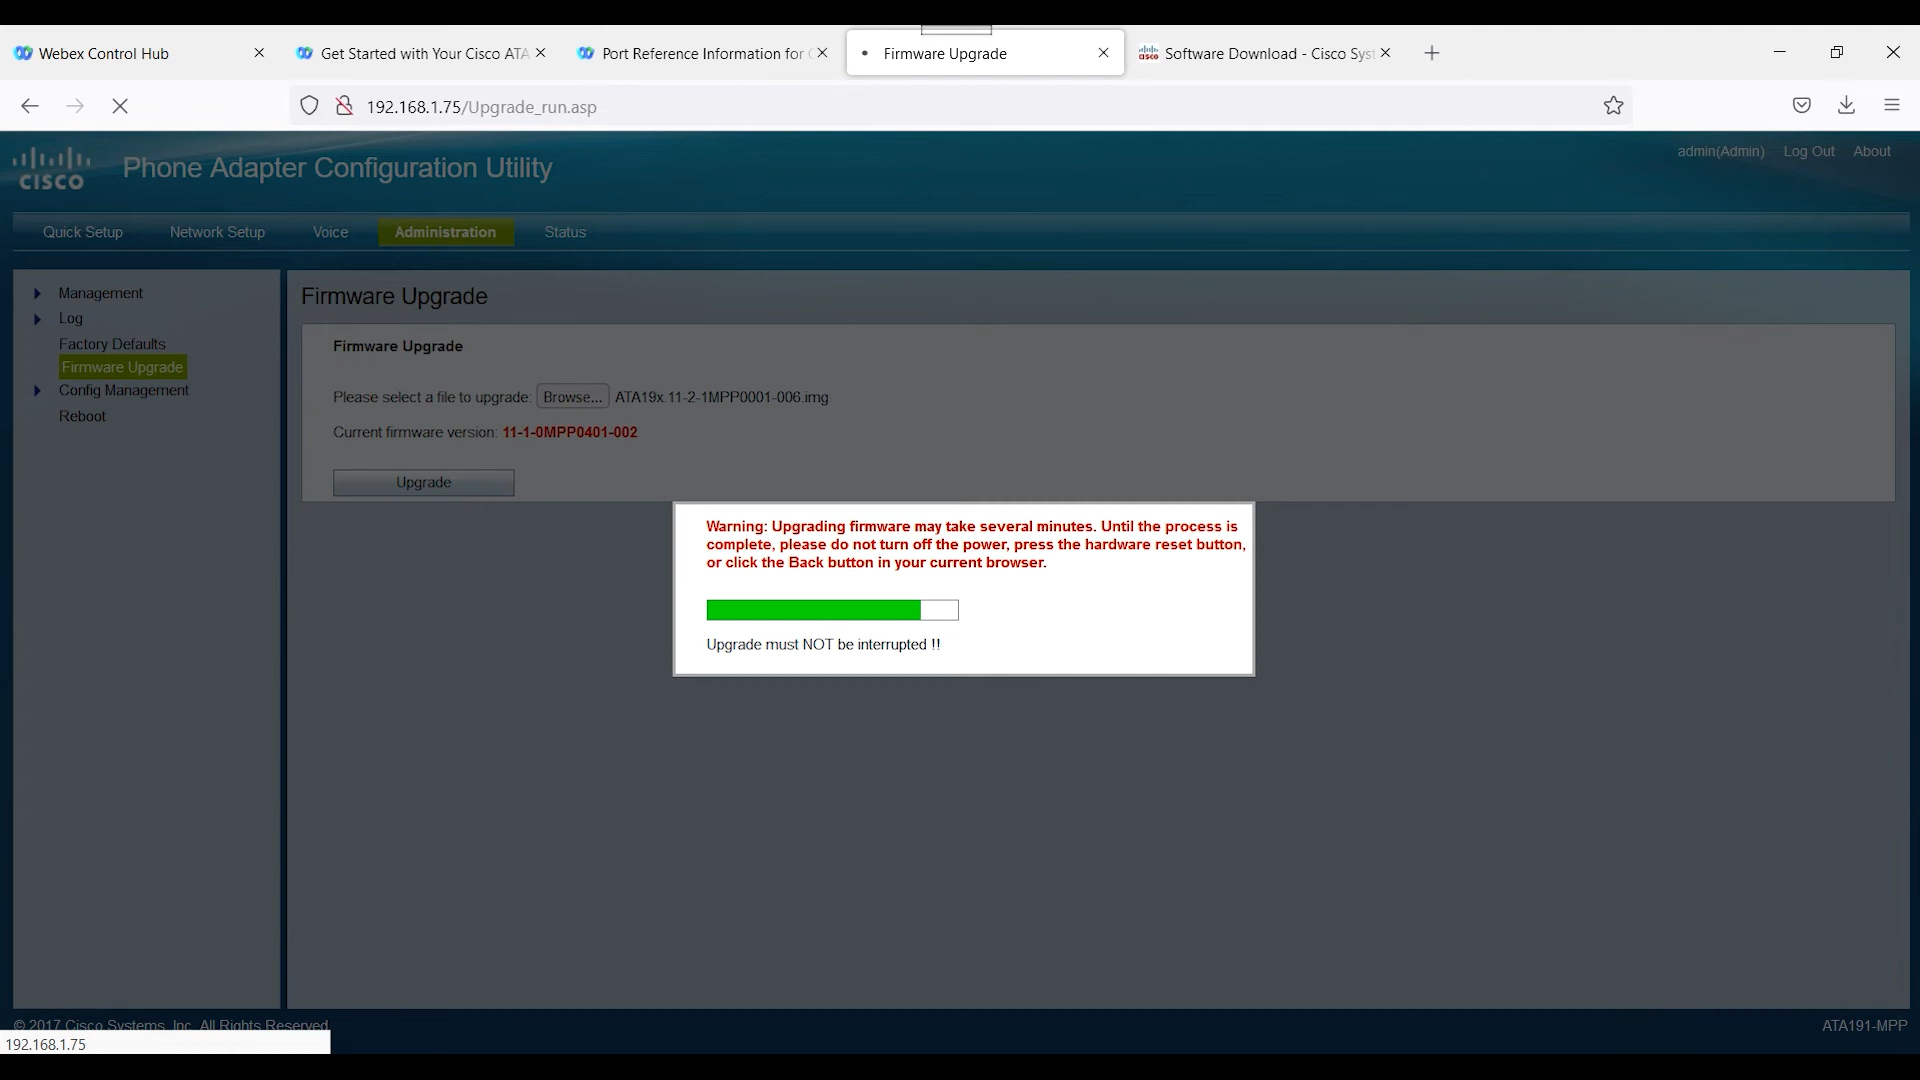 Webex Control Hub
Get Started with Your Cisco ATA
Port Reference Information for
Firmware Upgrade
Software Download - Cisco Syst
192.168.1.75/Upgrade_run.asp
CISCO
Phone Adapter Configuration Utility
admin(Admin) Log Out About
Quick Setup Network Setup Voice Administration Status
Management
Log
Factory Defaults
Firmware Upgrade
Config Management
Reboot
Firmware Upgrade
Firmware Upgrade
Please select a file to upgrade: Browse... ATA19x.11-2-1MPP0001-006.img
Current firmware version: 11-1-0MPP0401-002
Upgrade
Warning: Upgrading firmware may take several minutes. Until the process is
complete, please do not turn off the power, press the hardware reset button,
or click the Back button in your current browser.
Upgrade must NOT be interrupted !!
© 2017 Cisco Systems, Inc. All Rights Reserved.
ATA191-MPP
192.168.1.75